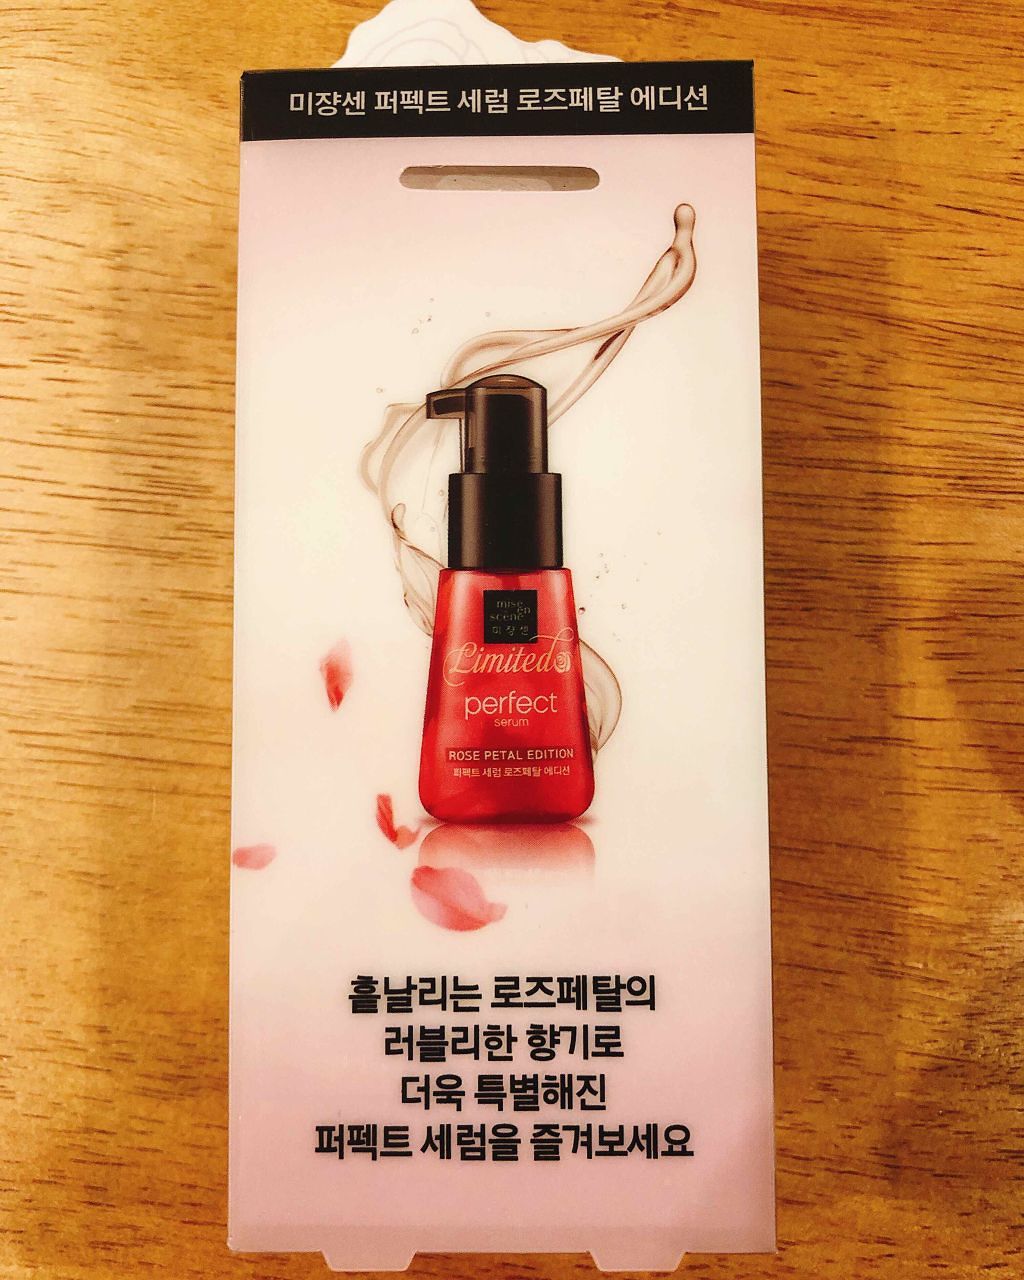 미쟝센 퍼펙트 세럼 로즈페탈 에디션
mise
en
scène
미쟝센
Limited
perfect
serum
ROSE PETAL EDITION
퍼펙트 세럼 로즈페탈 에디션
흩날리는 로즈페탈의
러블리한 향기로
더욱 특별해진
퍼펙트 세럼을 즐겨보세요